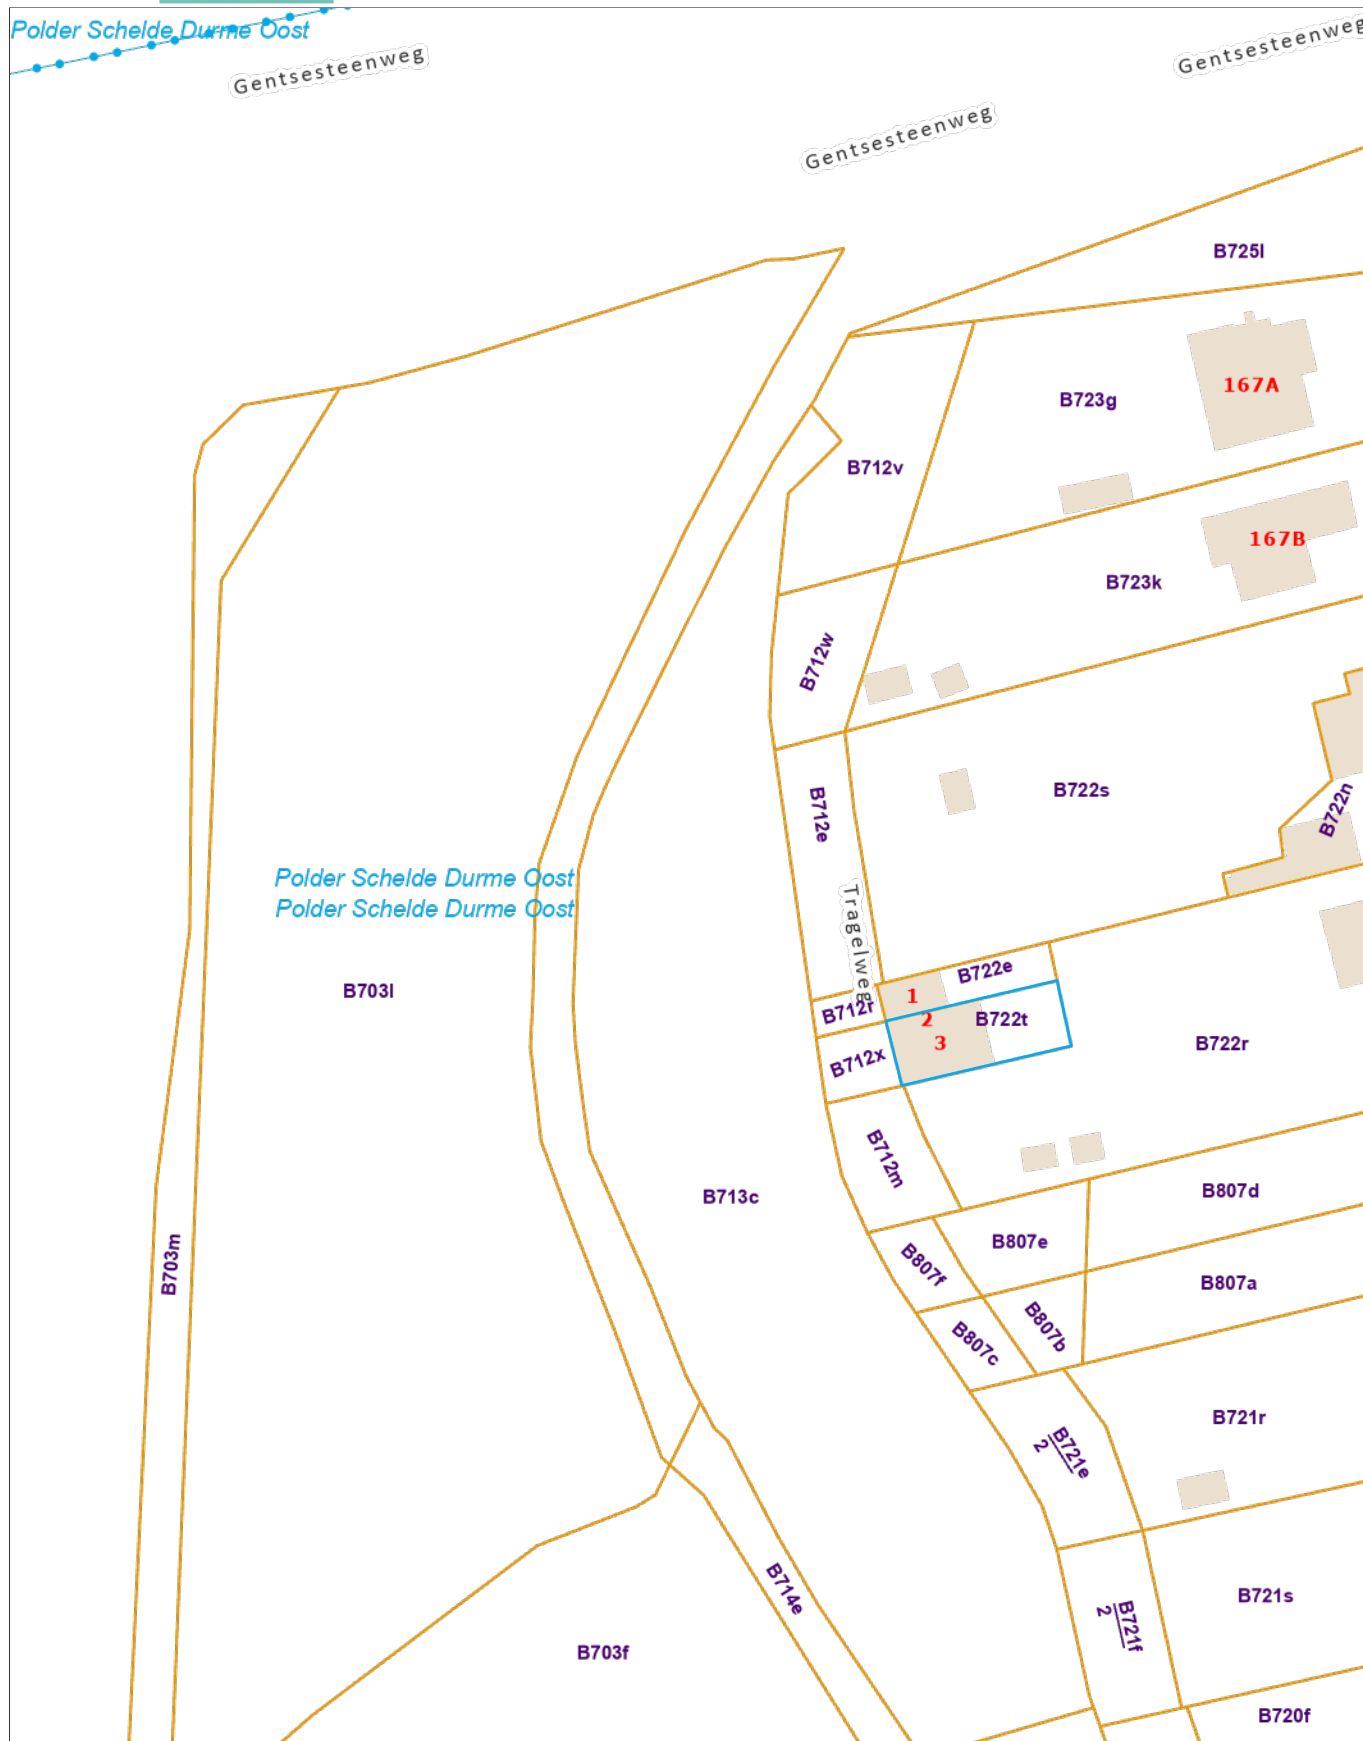 Polder Schelde Durme Oost
Gentsesteenweg
Gentsesteenweg
Gentsesteenweg
B725l
167A
B723g
B712v
167B
B723k
B712w
B722s
B712e
B722n
Polder Schelde Durme Oost
Polder Schelde Durme Oost
Tragelweg
B722e
B703l
1
B712r
2
B722t
3
B722r
B712x
B712m
B713c
B807d
B807e
B703m
B807f
B807a
B807b
B807c
B721r
B721e
2
B714e
B721s
B721f
2
B703f
B720f